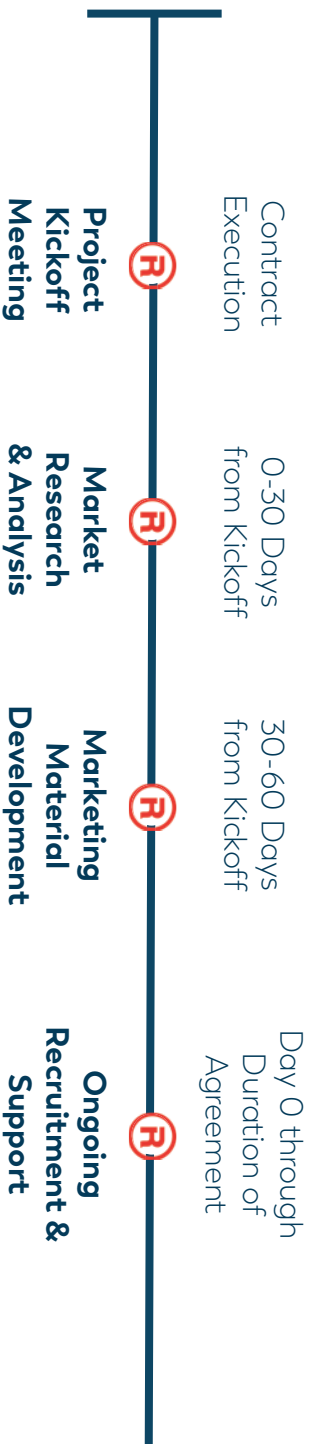 Contract
Execution
R
Project
Kickoff
Meeting
0-30 Days
from Kickoff
R
Market
Research
& Analysis
30-60 Days
from Kickoff
R
Marketing
Material
Development
Day 0 through
Duration of
Agreement
R
Ongoing
Recruitment &
Support